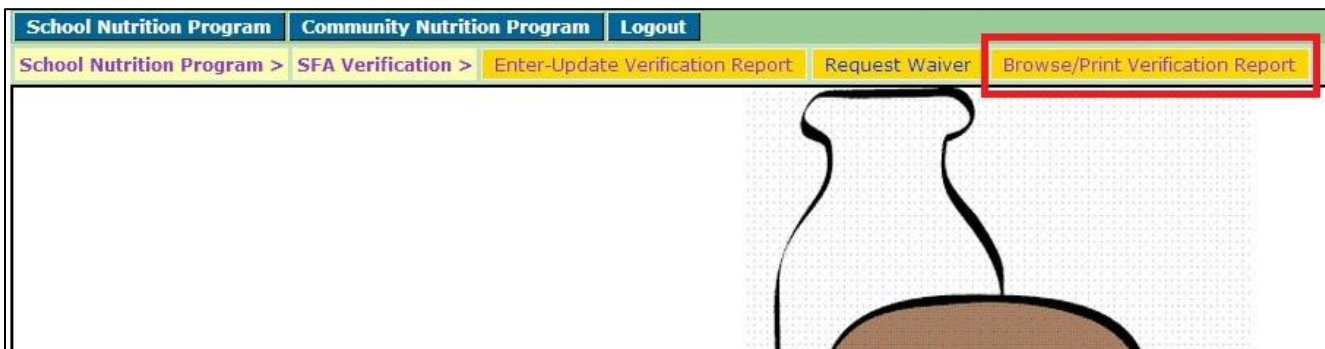 School Nutrition Program Community Nutrition Program Logout
School Nutrition Program > SFA Verification > Enter-Update Verification Report Request Waiver Browse/Print Verification Report